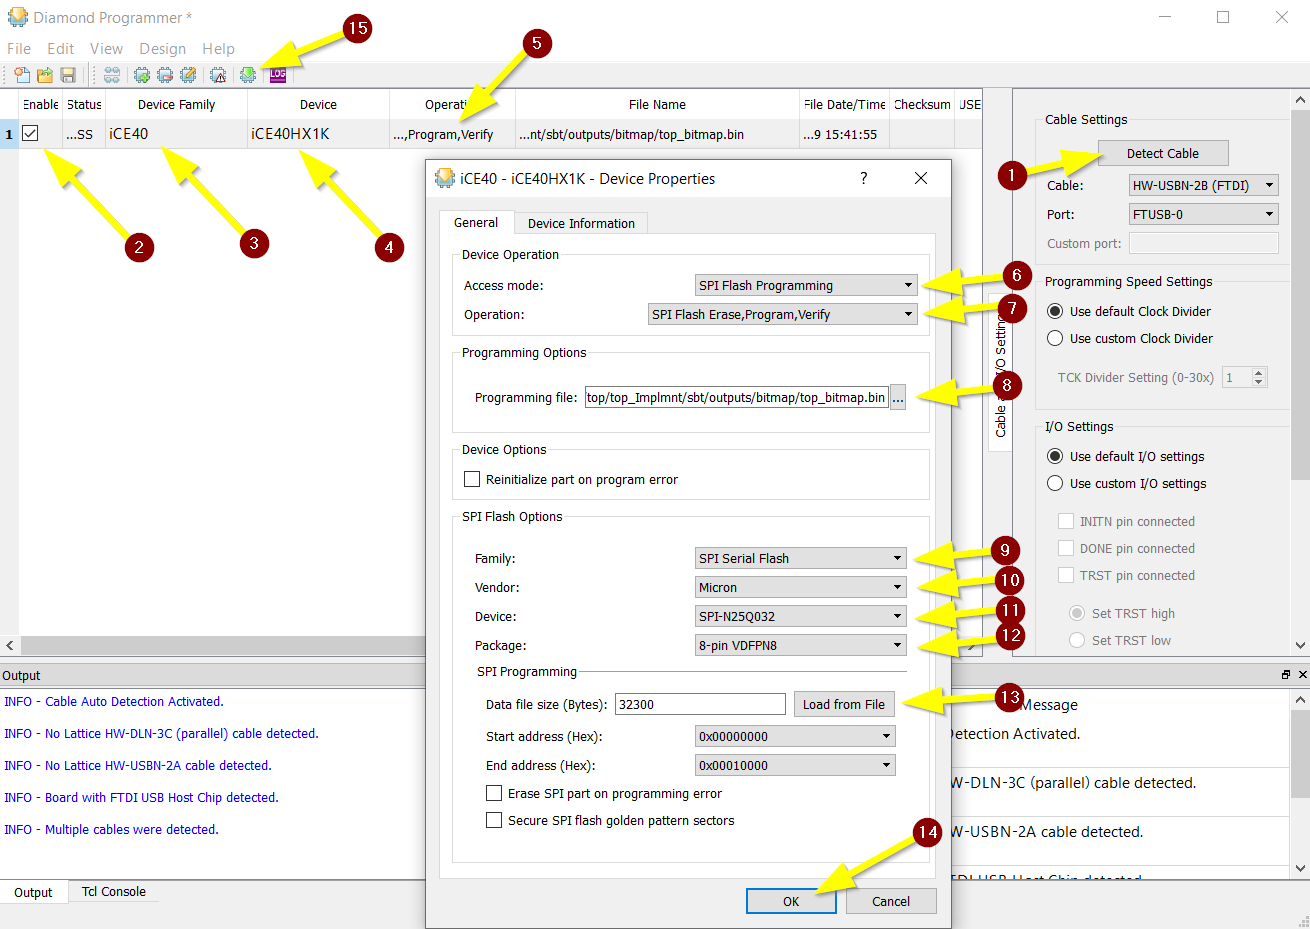 Diamond Programmer *
File Edit View Design Help
15
5
LOG
Enable Status Device Family Device Operati File Name File Date/Time Checksum USE
1 ...SS iCE40 iCE40HX1K ...,Program,Verify ...nt/sbt/outputs/bitmap/top_bitmap.bin ...9 15:41:55
2
3
4
iCE40 - iCE40HX1K - Device Properties ?
General Device Information
Device Operation
Access mode: SPI Flash Programming
6
Operation: SPI Flash Erase,Program,Verify
7
Programming Options
Programming file: top/top_Implmnt/sbt/outputs/bitmap/top_bitmap.bin ...
8
Device Options
Reinitialize part on program error
SPI Flash Options
Family: SPI Serial Flash
9
Vendor: Micron
10
Device: SPI-N25Q032
11
Package: 8-pin VDFPN8
12
SPI Programming
Data file size (Bytes): 32300 Load from File
13
Start address (Hex): 0x00000000
End address (Hex): 0x00010000
Erase SPI part on programming error
Secure SPI flash golden pattern sectors
14
OK Cancel
Cable a I/O Setting
Cable Settings
1
Detect Cable
Cable: HW-USBN-2B (FTDI)
Port: FTUSB-0
Custom port:
Programming Speed Settings
Use default Clock Divider
Use custom Clock Divider
TCK Divider Setting (0-30x) 1
I/O Settings
Use default I/O settings
Use custom I/O settings
INITN pin connected
DONE pin connected
TRST pin connected
Set TRST high
Set TRST low
Output
INFO - Cable Auto Detection Activated.
INFO - No Lattice HW-DLN-3C (parallel) cable detected.
INFO - No Lattice HW-USBN-2A cable detected.
INFO - Board with FTDI USB Host Chip detected.
INFO - Multiple cables were detected.
Output Tcl Console
Message
Detection Activated.
W-DLN-3C (parallel) cable detected.
W-USBN-2A cable detected.
TDI USB Host Chip detected.